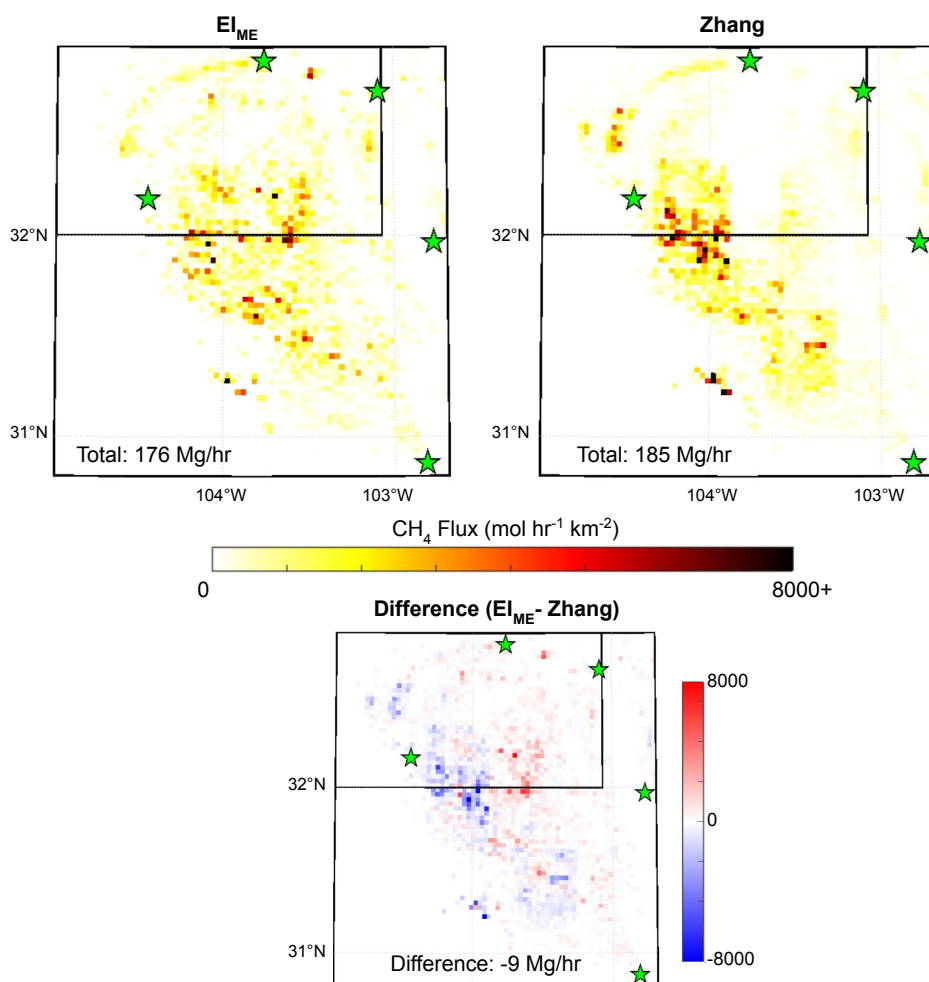 EI_ME Zhang
32°N 32°N
31°N 31°N
Total: 176 Mg/hr Total: 185 Mg/hr
104°W 103°W 104°W 103°W
CH₄ Flux (mol hr⁻¹ km⁻²)
0 8000+
Difference (EI_ME- Zhang)
8000
32°N 0
31°N -8000
Difference: -9 Mg/hr